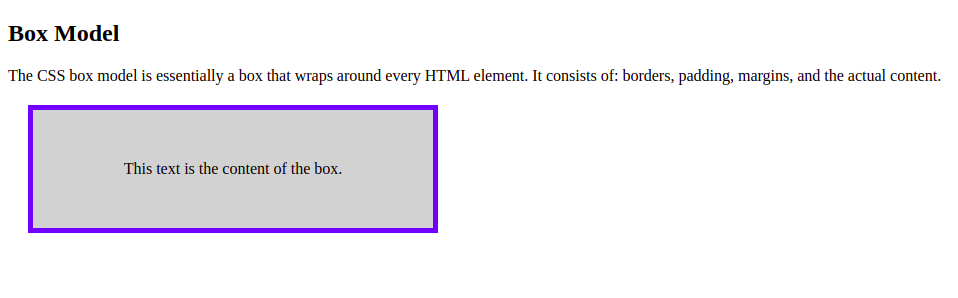 Box Model
The CSS box model is essentially a box that wraps around every HTML element. It consists of: borders, padding, margins, and the actual content.
This text is the content of the box.